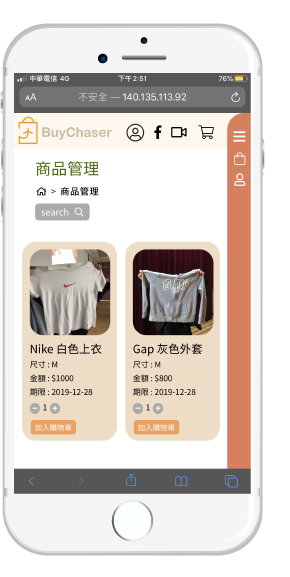 中華電信 4G 下午 2:51 76%
AA 不安全 — 140.135.113.92
BuyChaser
商品管理
> 商品管理
search
Nike 白色上衣
尺寸 : M
金額 : $1000
期限 : 2019-12-28
1
加入購物車
Gap 灰色外套
尺寸 : M
金額 : $800
期限 : 2019-12-28
1
加入購物車